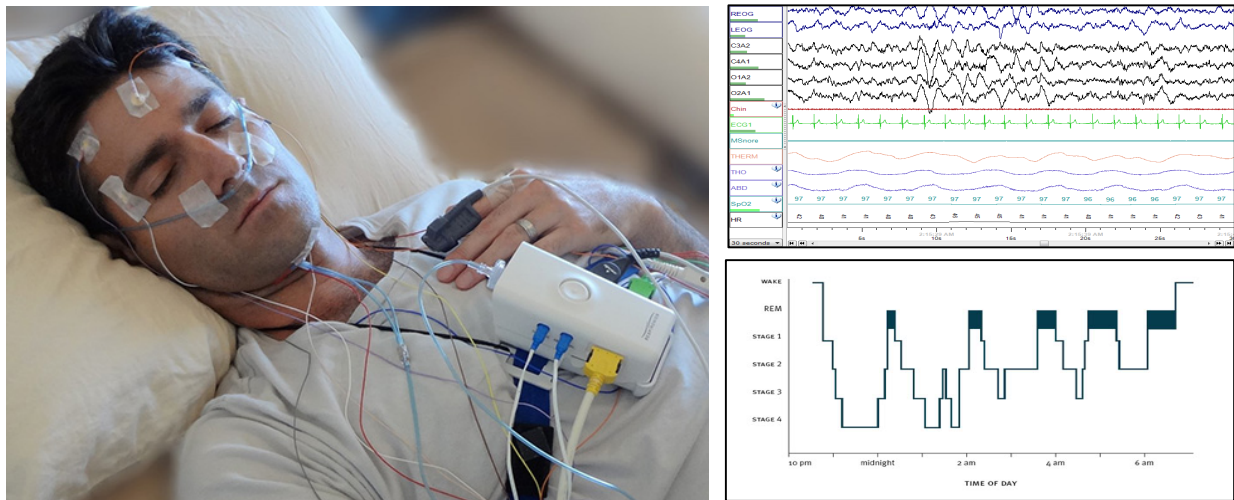 REOG
LEOG
C3A2
C4A1
O1A2
O2A1
Chin
ECG1
MSnore
THERM
THO
ABD
SpO2
97 97 97 97 97 97 97 97 97 97 97 97 97 96 96 96 97 97
HR
5s 10s 15s 20s 25s
30 seconds
WAKE
REM
STAGE 1
STAGE 2
STAGE 3
STAGE 4
10 pm midnight 2 am 4 am 6 am
TIME OF DAY